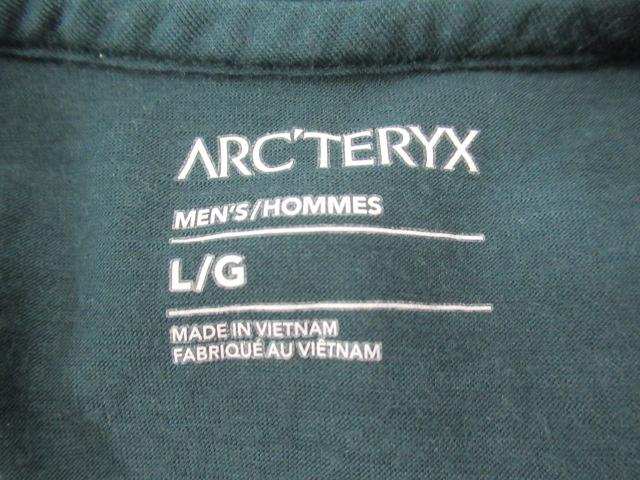 ARC'TERYX
MEN'S/HOMMES
L/G
MADE IN VIETNAM
FABRIQUÉ AU VIÊTNAM